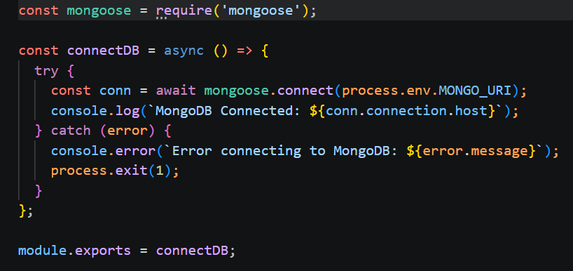 const mongoose = require('mongoose');

const connectDB = async () => {
  try {
    const conn = await mongoose.connect(process.env.MONGO_URI);
    console.log(`MongoDB Connected: ${conn.connection.host}`);
  } catch (error) {
    console.error(`Error connecting to MongoDB: ${error.message}`);
    process.exit(1);
  }
};

module.exports = connectDB;